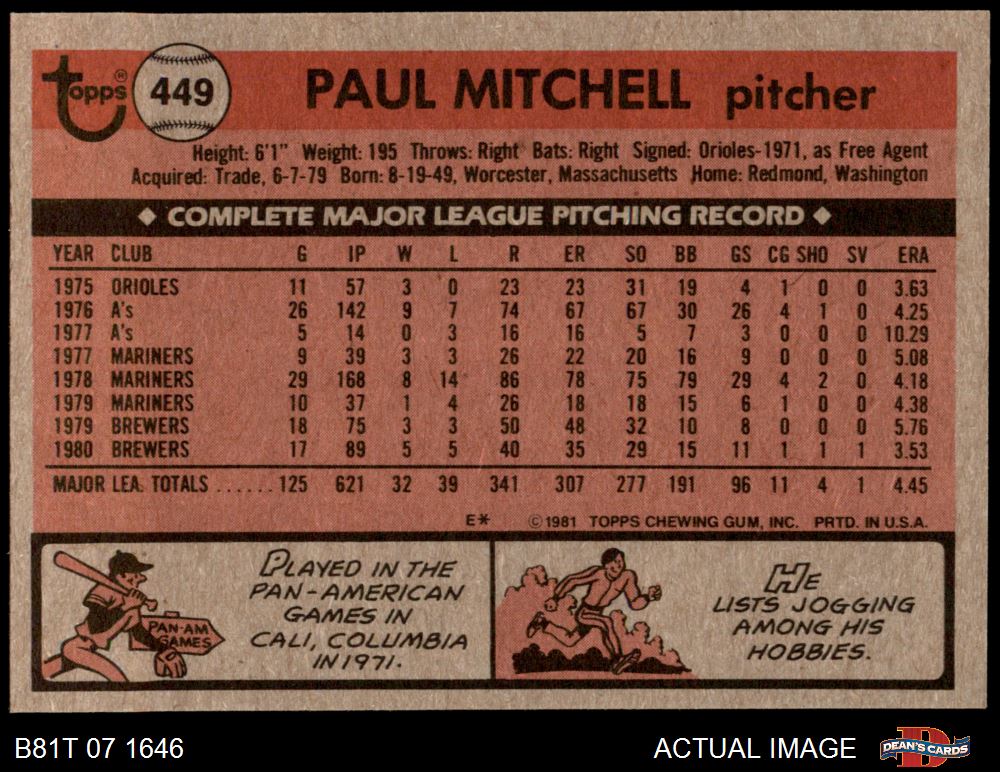 Topps®
449
PAUL MITCHELL pitcher
Height: 6'1" Weight: 195 Throws: Right Bats: Right Signed: Orioles-1971, as Free Agent
Acquired: Trade, 6-7-79 Born: 8-19-49, Worcester, Massachusetts Home: Redmond, Washington
◆ COMPLETE MAJOR LEAGUE PITCHING RECORD ◆
YEAR CLUB G IP W L R ER SO BB GS CG SHO SV ERA
1975 ORIOLES 11 57 3 0 23 23 31 19 4 1 0 0 3.63
1976 A's 26 142 9 7 74 67 67 30 26 4 1 0 4.25
1977 A's 5 14 0 3 16 16 5 7 3 0 0 0 10.29
1977 MARINERS 9 39 3 3 26 22 20 16 9 0 0 0 5.08
1978 MARINERS 29 168 8 14 86 78 75 79 29 4 2 0 4.18
1979 MARINERS 10 37 1 4 26 18 18 15 6 1 0 0 4.38
1979 BREWERS 18 75 3 3 50 48 32 10 8 0 0 0 5.76
1980 BREWERS 17 89 5 5 40 35 29 15 11 1 1 1 3.53
MAJOR LEA. TOTALS ...... 125 621 32 39 341 307 277 191 96 11 4 1 4.45
E* ©1981 TOPPS CHEWING GUM, INC. PRTD. IN U.S.A.
PLAYED IN THE
PAN-AMERICAN
GAMES IN
CALI, COLUMBIA
IN 1971.
PAN-AM
GAMES
HE
LISTS JOGGING
AMONG HIS
HOBBIES.
B81T 07 1646
ACTUAL IMAGE
DEAN'S CARDS